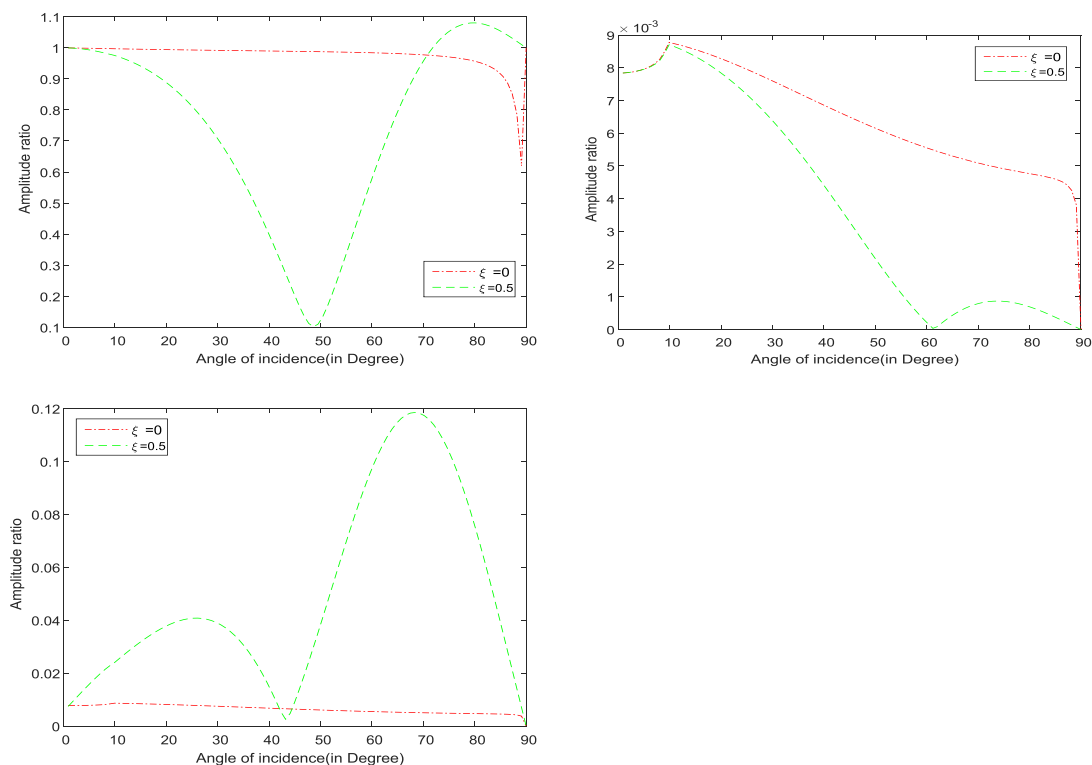 1.1
1
0.9
0.8
0.7
0.6
0.5
0.4
0.3
0.2
0.1
Amplitude ratio
ξ =0
ξ=0.5
0 10 20 30 40 50 60 70 80 90
Angle of incidence(in Degree)
× 10⁻³
9
8
7
6
5
4
3
2
1
0
Amplitude ratio
ξ =0
ξ=0.5
0 10 20 30 40 50 60 70 80 90
Angle of incidence(in Degree)
0.12
0.1
0.08
0.06
0.04
0.02
0
Amplitude ratio
ξ =0
ξ=0.5
0 10 20 30 40 50 60 70 80 90
Angle of incidence(in Degree)